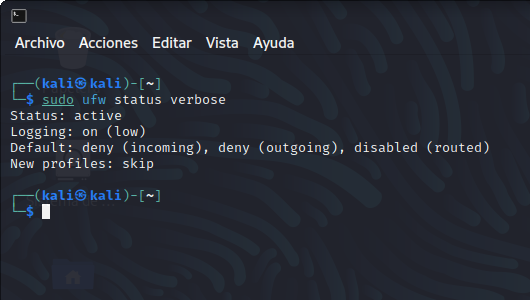 Archivo Acciones Editar Vista Ayuda
┌──(kali㉿kali)-[~]
└─$ sudo ufw status verbose
Status: active
Logging: on (low)
Default: deny (incoming), deny (outgoing), disabled (routed)
New profiles: skip
┌──(kali㉿kali)-[~]
└─$